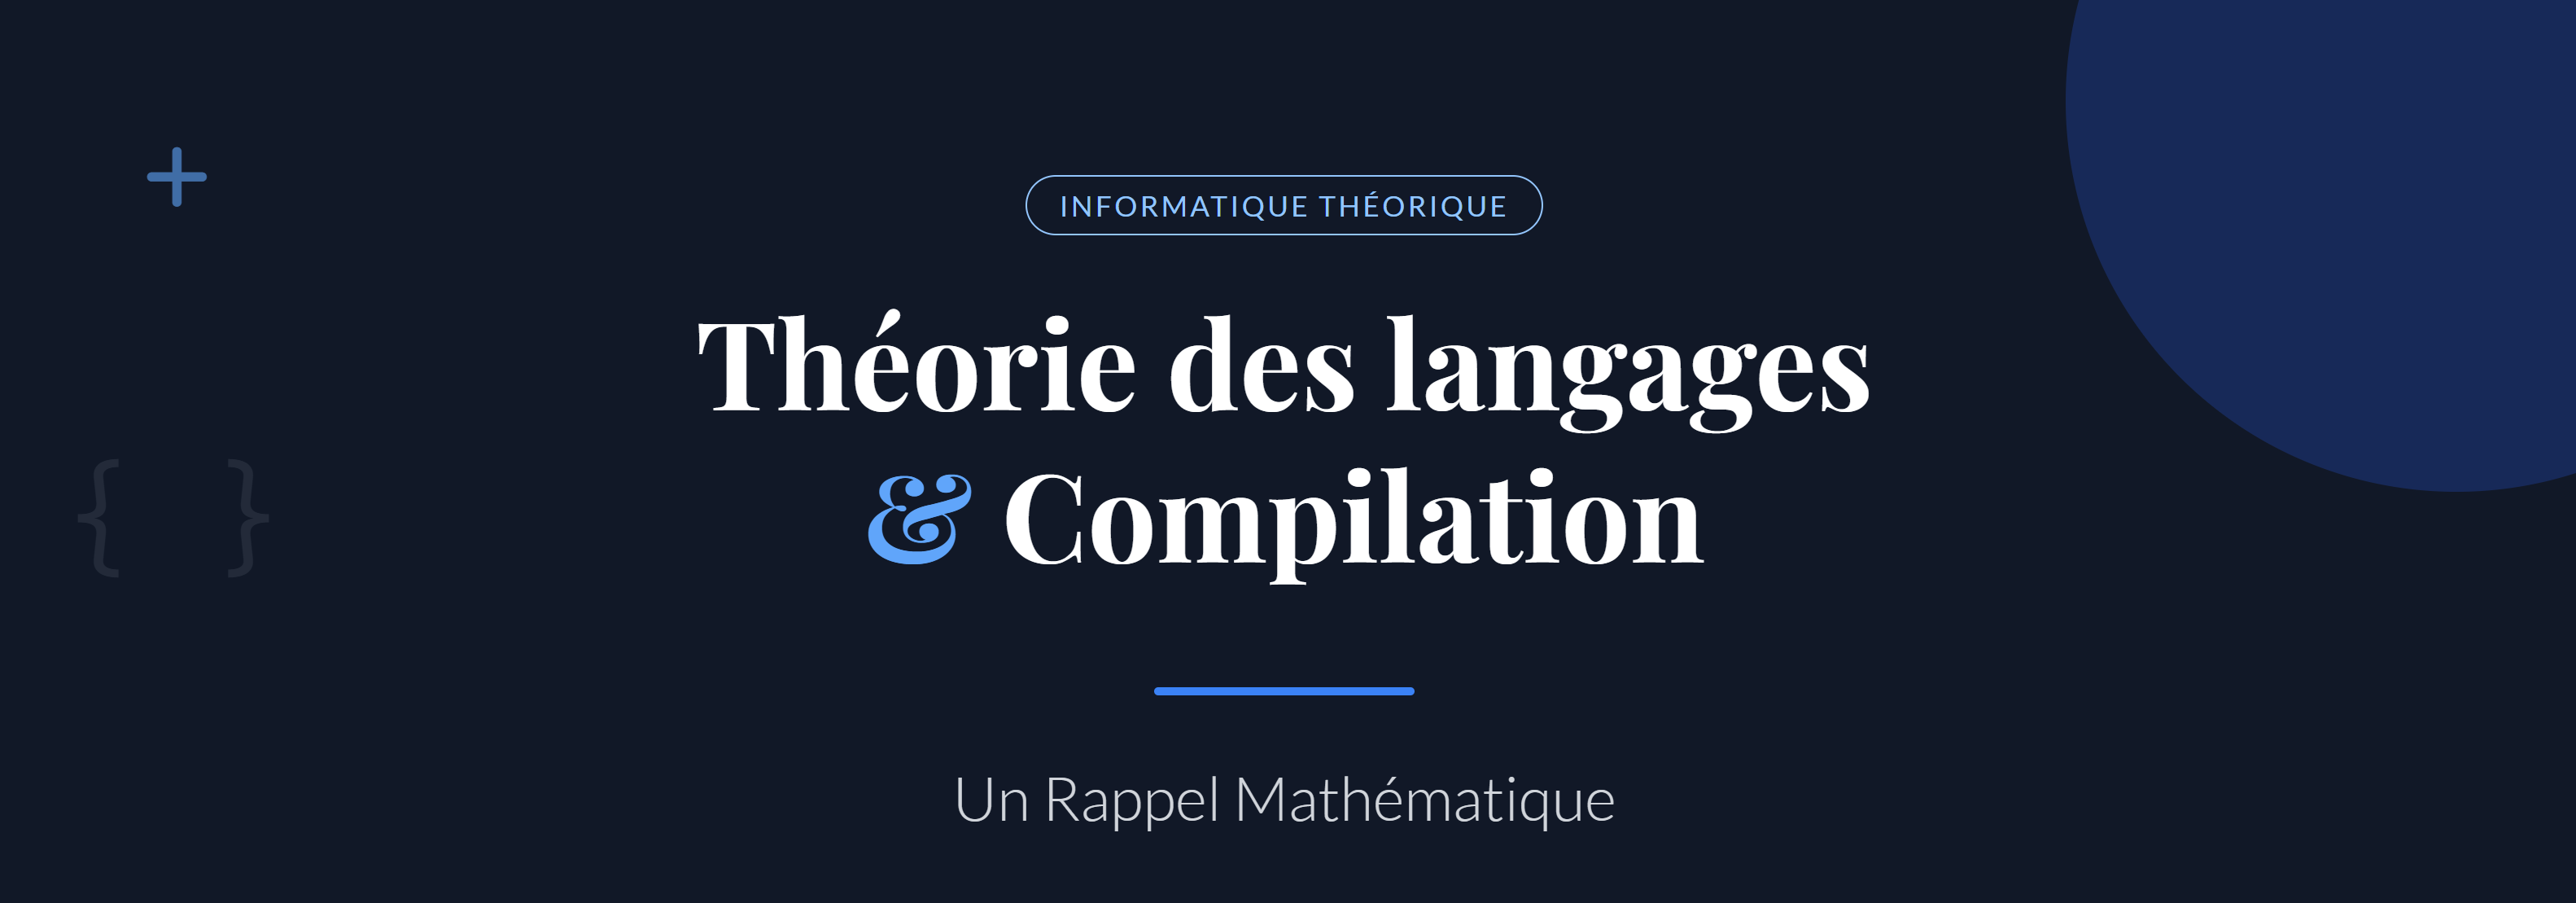 INFORMATIQUE THÉORIQUE
Théorie des langages
& Compilation
{ }
Un Rappel Mathématique